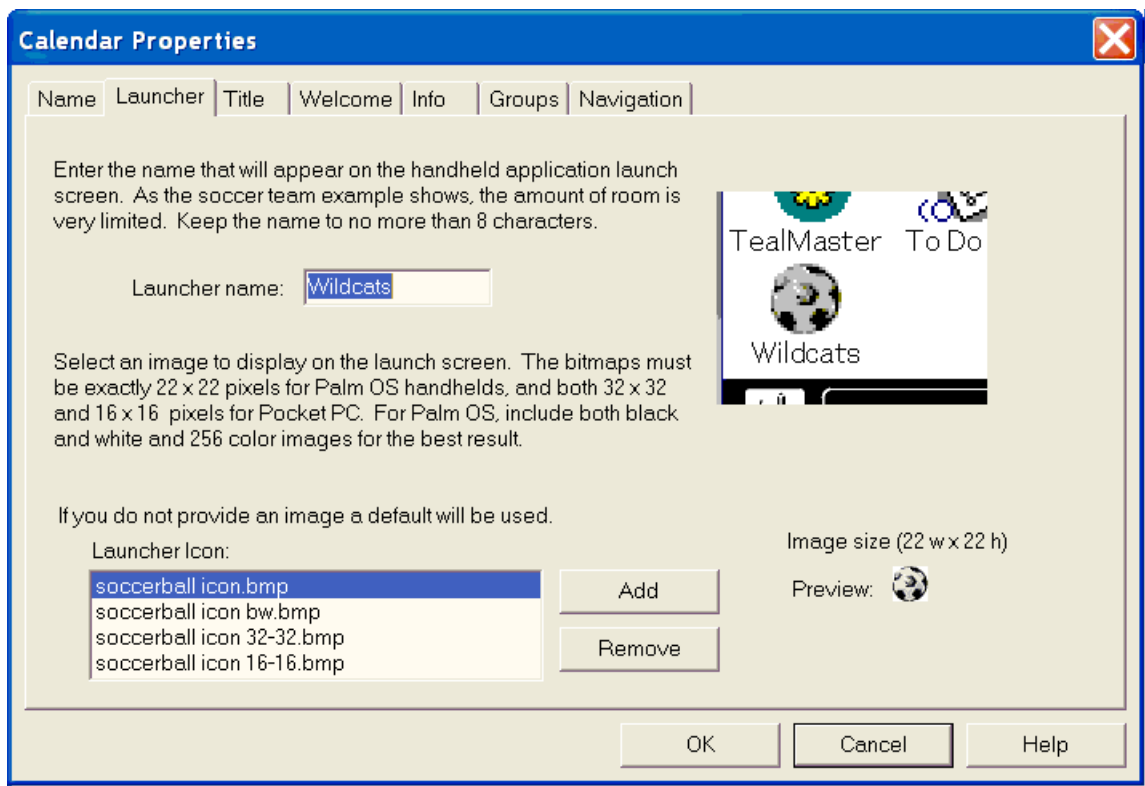 Calendar Properties
Name Launcher Title Welcome Info Groups Navigation
Enter the name that will appear on the handheld application launch
screen. As the soccer team example shows, the amount of room is
very limited. Keep the name to no more than 8 characters.
Launcher name: Wildcats
TealMaster To Do
Wildcats
Select an image to display on the launch screen. The bitmaps must
be exactly 22 x 22 pixels for Palm OS handhelds, and both 32 x 32
and 16 x 16 pixels for Pocket PC. For Palm OS, include both black
and white and 256 color images for the best result.
If you do not provide an image a default will be used.
Launcher Icon:
soccerball icon.bmp
soccerball icon bw.bmp
soccerball icon 32-32.bmp
soccerball icon 16-16.bmp
Add
Remove
Image size (22 w x 22 h)
Preview:
OK Cancel Help